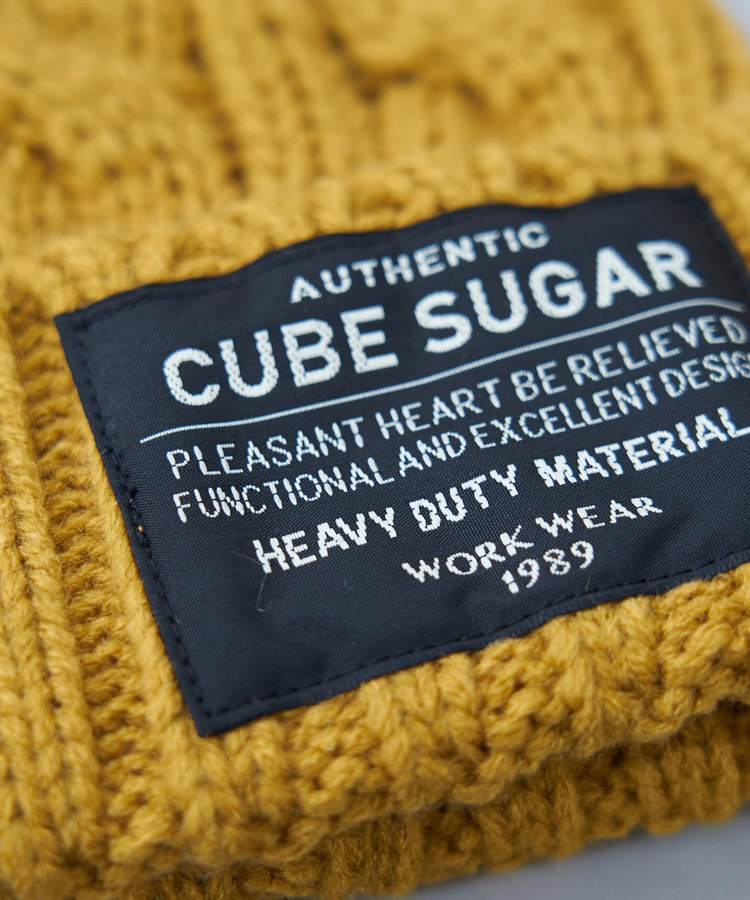 AUTHENTIC
CUBE SUGAR
PLEASANT HEART BE RELIEVED
FUNCTIONAL AND EXCELLENT DESIG
HEAVY DUTY MATERIAL
WORK WEAR
1989